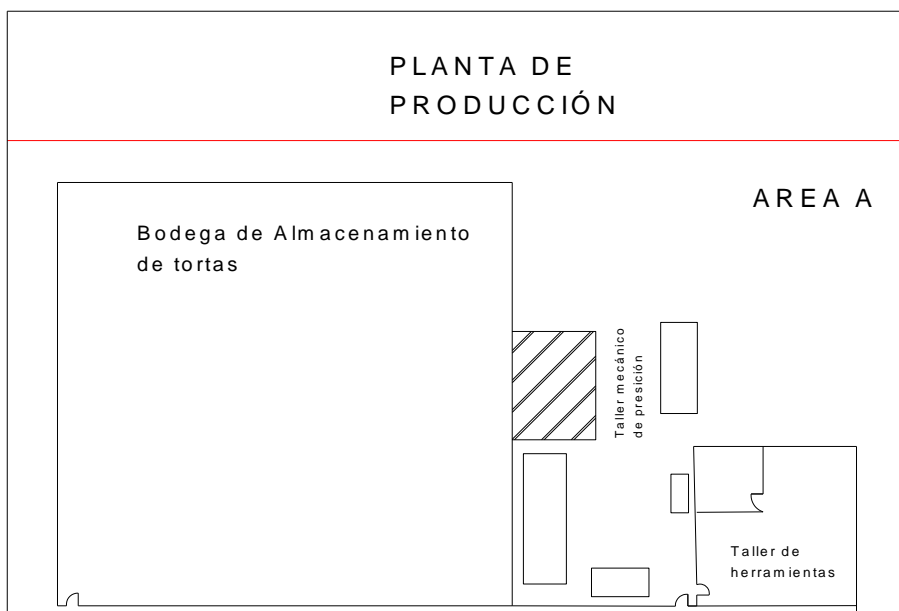 PLANTA DE
PRODUCCIÓN
AREA A
Bodega de Almacenamiento
de tortas
Taller mecánico
de presición
Taller de
herramientas